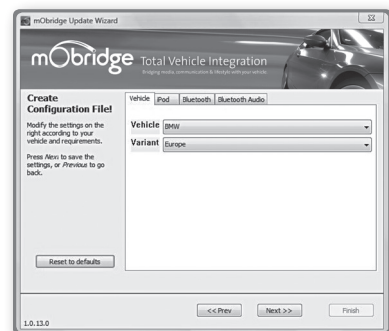 mObridge Update Wizard
mObridge Total Vehicle Integration
Bridging media, communication & lifestyle with your vehicle
Create
Configuration File!
Modify the settings on the
right according to your
vehicle and requirements.
Press Next to save the
settings, or Previous to go
back.
Reset to defaults
Vehicle iPod Bluetooth Bluetooth Audio
Vehicle BMW
Variant Europe
<< Prev Next >> Finish
1.0.13.0